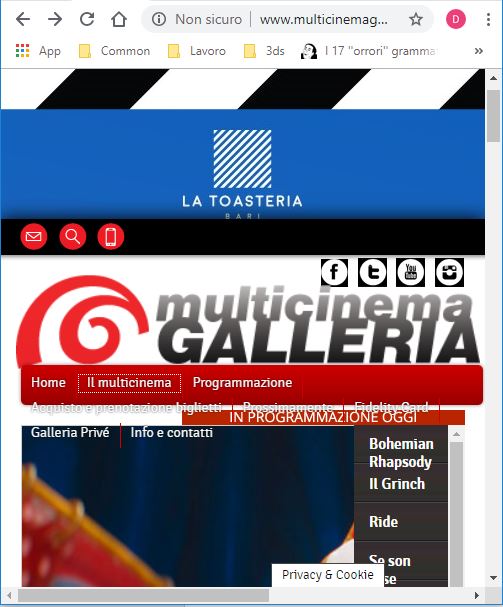 Non sicuro | www.multicinemag...
D
App Common Lavoro 3ds I 17 "orrori" gramma »
LA TOASTERIA
BARI
f t You Tube
multicinema
GALLERIA
Home Il multicinema Programmazione
Acquisto e prenotazione biglietti Prossimamente Fidelity Card
IN PROGRAMMAZIONE OGGI
Galleria Privé Info e contatti
Bohemian
Rhapsody
Il Grinch
Ride
Se son
Privacy & Cookie